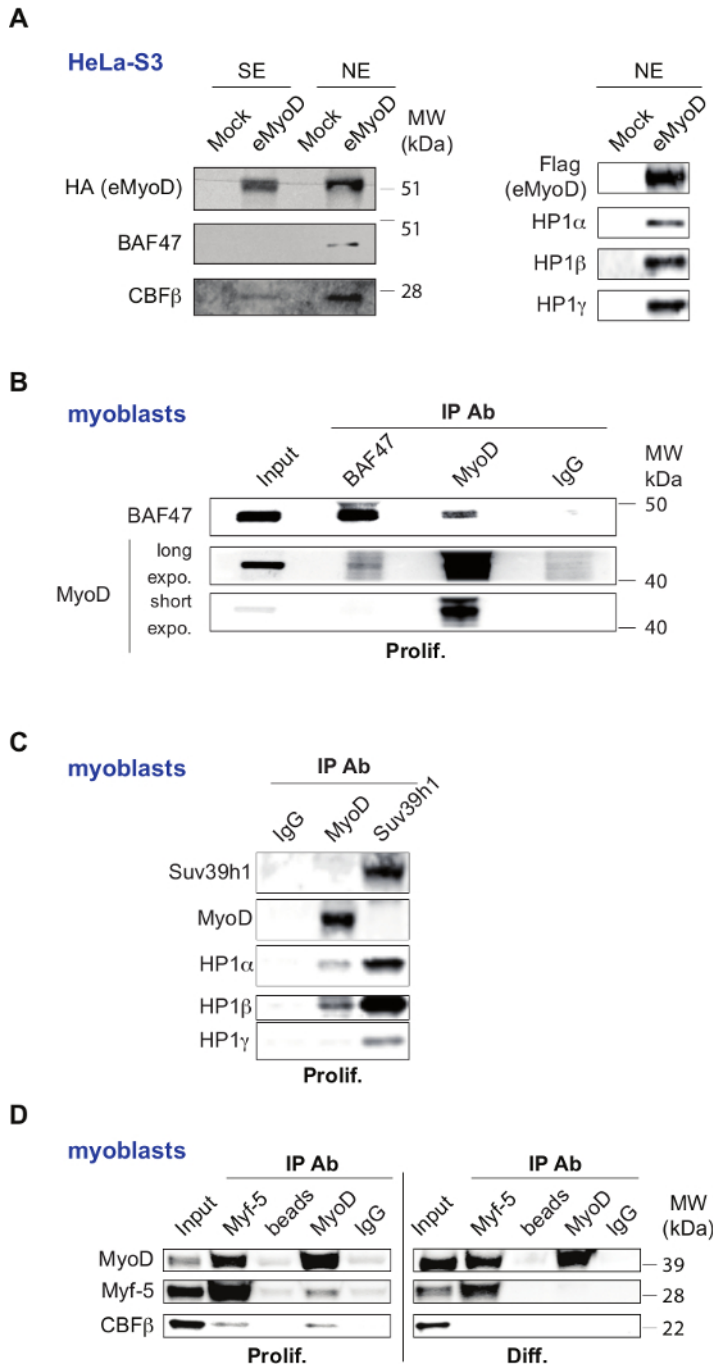 A
HeLa-S3
SE NE
Mock eMyoD Mock eMyoD MW
(kDa)
HA (eMyoD) 51
51
BAF47
CBFβ 28
NE
Mock eMyoD
Flag
(eMyoD)
HP1α
HP1β
HP1γ
B
myoblasts
IP Ab
Input BAF47 MyoD IgG MW
kDa
BAF47 50
MyoD
long
expo. 40
short
expo. 40
Prolif.
C
myoblasts
IP Ab
IgG MyoD Suv39h1
Suv39h1
MyoD
HP1α
HP1β
HP1γ
Prolif.
D
myoblasts
IP Ab IP Ab
Input Myf-5 beads MyoD IgG Input Myf-5 beads MyoD IgG MW
(kDa)
MyoD 39
Myf-5 28
CBFβ 22
Prolif. Diff.